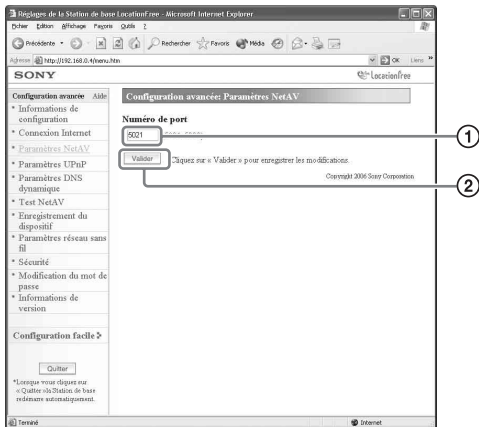 Réglages de la Station de base LocationFree - Microsoft Internet Explorer
Fichier Edition Affichage Favoris Outils ?
Précédente Rechercher Favoris Média
Adresse http://192.168.0.4/menu.htm OK Liens »
SONY
LocationFree
Configuration avancée Aide
* Informations de
configuration
* Connexion Internet
* Paramètres NetAV
* Paramètres UPnP
* Paramètres DNS
dynamique
* Test NetAV
* Enregistrement du
dispositif
* Paramètres réseau sans
fil
* Sécurité
* Modification du mot de
passe
* Informations de
version
Configuration facile
Quitter
*Lorsque vous cliquez sur
« Quitter »la Station de base
redémarre automatiquement.
Configuration avancée: Paramètres NetAV
Numéro de port
5021
1
Valider
Cliquez sur « Valider » pour enregistrer les modifications.
2
Copyright 2006 Sony Corporation
Terminé
Internet